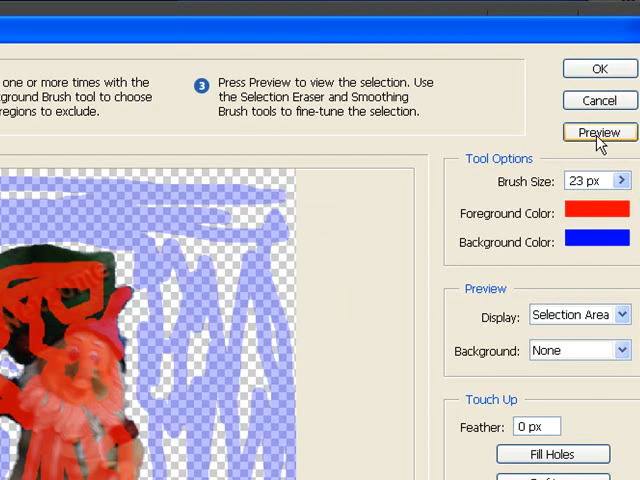 one or more times with the
ground Brush tool to choose
regions to exclude.
3 Press Preview to view the selection. Use
the Selection Eraser and Smoothing
Brush tools to fine-tune the selection.
OK
Cancel
Preview
Tool Options
Brush Size: 23 px
Foreground Color:
Background Color:
Preview
Display: Selection Area
Background: None
Touch Up
Feather: 0 px
Fill Holes